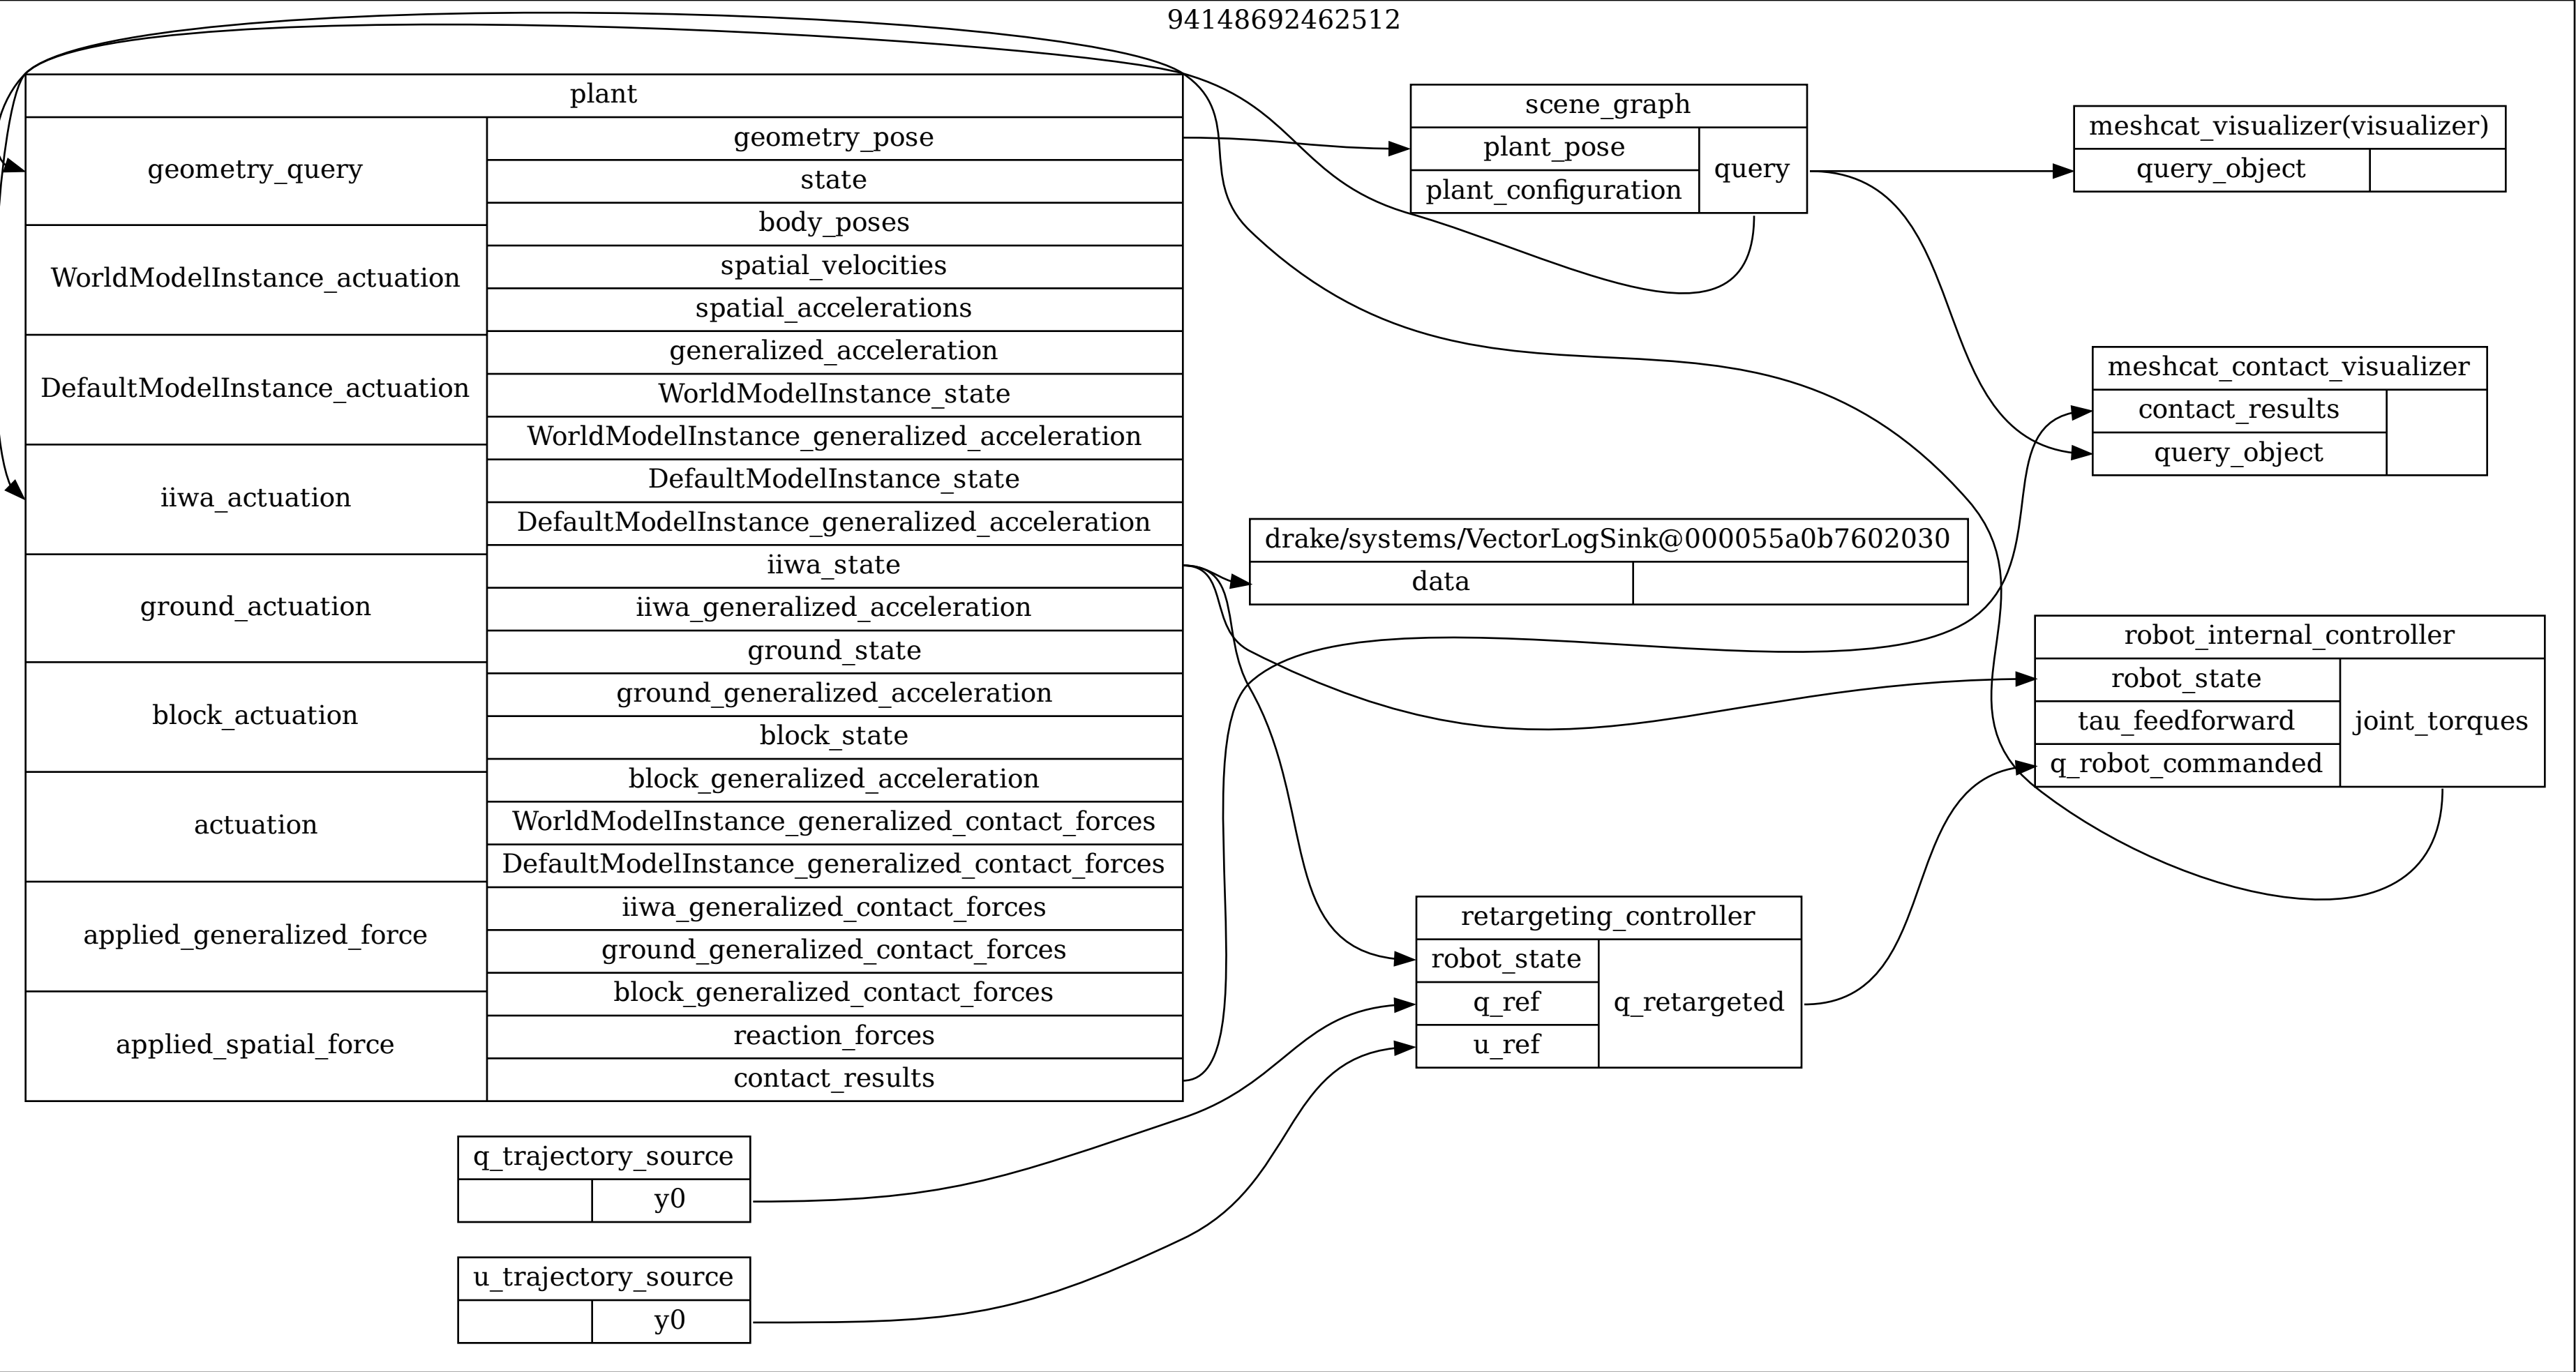 94148692462512
plant
geometry_query
WorldModelInstance_actuation
DefaultModelInstance_actuation
iiwa_actuation
ground_actuation
block_actuation
actuation
applied_generalized_force
applied_spatial_force
geometry_pose
state
body_poses
spatial_velocities
spatial_accelerations
generalized_acceleration
WorldModelInstance_state
WorldModelInstance_generalized_acceleration
DefaultModelInstance_state
DefaultModelInstance_generalized_acceleration
iiwa_state
iiwa_generalized_acceleration
ground_state
ground_generalized_acceleration
block_state
block_generalized_acceleration
WorldModelInstance_generalized_contact_forces
DefaultModelInstance_generalized_contact_forces
iiwa_generalized_contact_forces
ground_generalized_contact_forces
block_generalized_contact_forces
reaction_forces
contact_results
scene_graph
plant_pose
plant_configuration
query
meshcat_visualizer(visualizer)
query_object
meshcat_contact_visualizer
contact_results
query_object
drake/systems/VectorLogSink@000055a0b7602030
data
robot_internal_controller
robot_state
tau_feedforward
q_robot_commanded
joint_torques
retargeting_controller
robot_state
q_ref
u_ref
q_retargeted
q_trajectory_source
y0
u_trajectory_source
y0